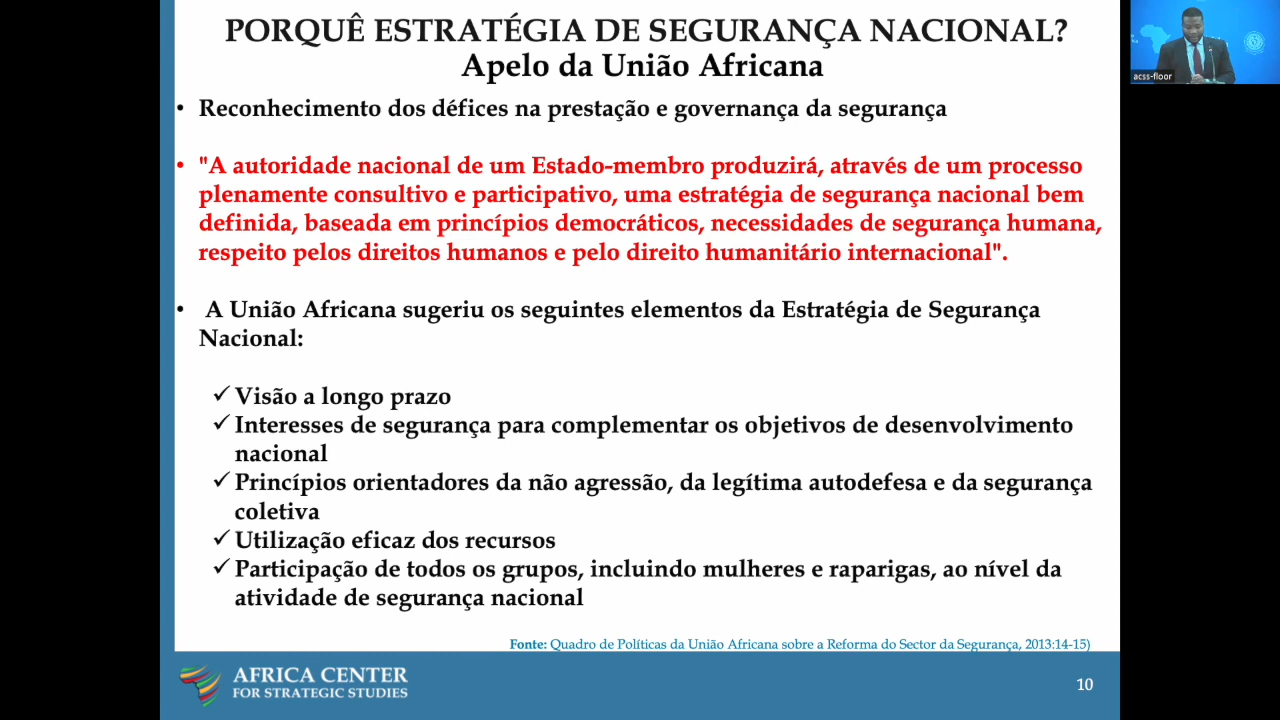 PORQUÊ ESTRATÉGIA DE SEGURANÇA NACIONAL?
Apelo da União Africana
• Reconhecimento dos défices na prestação e governança da segurança
• "A autoridade nacional de um Estado-membro produzirá, através de um processo
plenamente consultivo e participativo, uma estratégia de segurança nacional bem
definida, baseada em princípios democráticos, necessidades de segurança humana,
respeito pelos direitos humanos e pelo direito humanitário internacional".
• A União Africana sugeriu os seguintes elementos da Estratégia de Segurança
Nacional:
✓ Visão a longo prazo
✓ Interesses de segurança para complementar os objetivos de desenvolvimento
nacional
✓ Princípios orientadores da não agressão, da legítima autodefesa e da segurança
coletiva
✓ Utilização eficaz dos recursos
✓ Participação de todos os grupos, incluindo mulheres e raparigas, ao nível da
atividade de segurança nacional
Fonte: Quadro de Políticas da União Africana sobre a Reforma do Sector da Segurança, 2013:14-15)
AFRICA CENTER
FOR STRATEGIC STUDIES
10
acss-floor